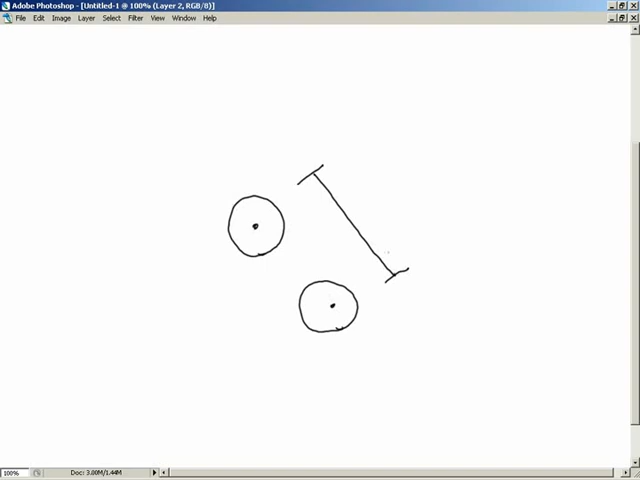 Adobe Photoshop - [Untitled-1 @ 100% (Layer 2, RGB/8)]
File Edit Image Layer Select Filter View Window Help
100% Doc: 3.00M/1.44M